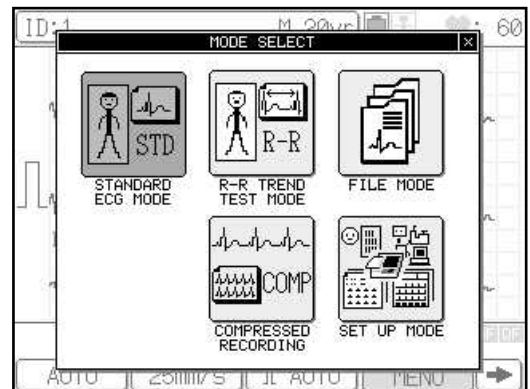 ID:1 M 20yr : 60
MODE SELECT ×
STD
R-R
STANDARD
ECG MODE
R-R TREND
TEST MODE
FILE MODE
COMP
COMPRESSED
RECORDING
SET UP MODE
AUTO 25mm/s AUTO MENU